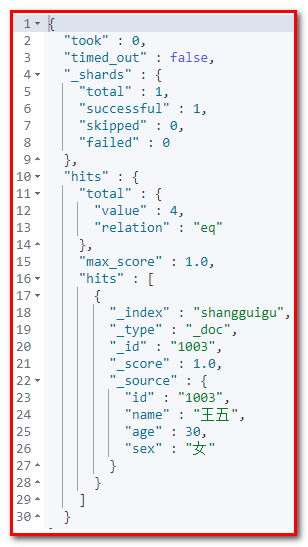 1 {
2 "took" : 0,
3 "timed_out" : false,
4 "_shards" : {
5 "total" : 1,
6 "successful" : 1,
7 "skipped" : 0,
8 "failed" : 0
9 },
10 "hits" : {
11 "total" : {
12 "value" : 4,
13 "relation" : "eq"
14 },
15 "max_score" : 1.0,
16 "hits" : [
17 {
18 "_index" : "shangguigu",
19 "_type" : "_doc",
20 "_id" : "1003",
21 "_score" : 1.0,
22 "_source" : {
23 "id" : "1003",
24 "name" : "王五",
25 "age" : 30,
26 "sex" : "女"
27 }
28 }
29 ]
30 }